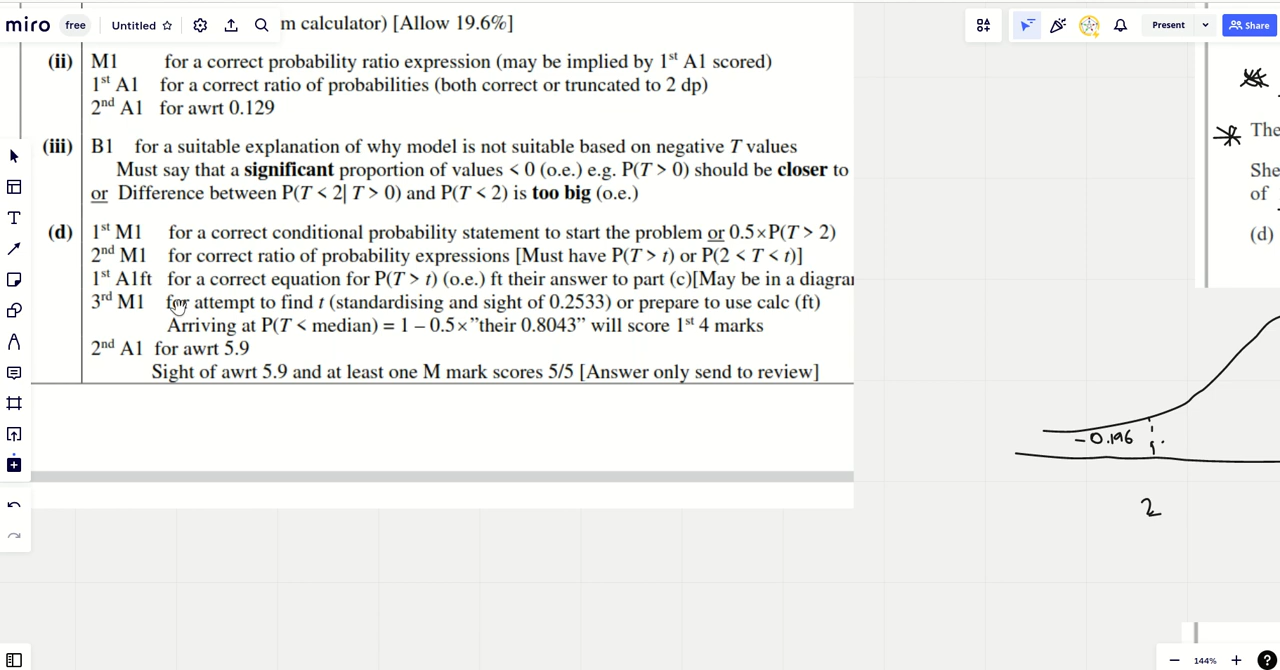 miro free Untitled Present Share
m calculator) [Allow 19.6%]
(ii) M1 for a correct probability ratio expression (may be implied by 1st A1 scored)
1st A1 for a correct ratio of probabilities (both correct or truncated to 2 dp)
2nd A1 for awrt 0.129
(iii) B1 for a suitable explanation of why model is not suitable based on negative T values
Must say that a significant proportion of values < 0 (o.e.) e.g. P(T > 0) should be closer to
or Difference between P(T < 2| T > 0) and P(T < 2) is too big (o.e.)
(d) 1st M1 for a correct conditional probability statement to start the problem or 0.5×P(T > 2)
2nd M1 for correct ratio of probability expressions [Must have P(T > t) or P(2 < T < t)]
1st A1ft for a correct equation for P(T > t) (o.e.) ft their answer to part (c)[May be in a diagra
3rd M1 for attempt to find t (standardising and sight of 0.2533) or prepare to use calc (ft)
Arriving at P(T < median) = 1 – 0.5×"their 0.8043" will score 1st 4 marks
2nd A1 for awrt 5.9
Sight of awrt 5.9 and at least one M mark scores 5/5 [Answer only send to review]
The
She
of
(d)
-0.196
2
144%